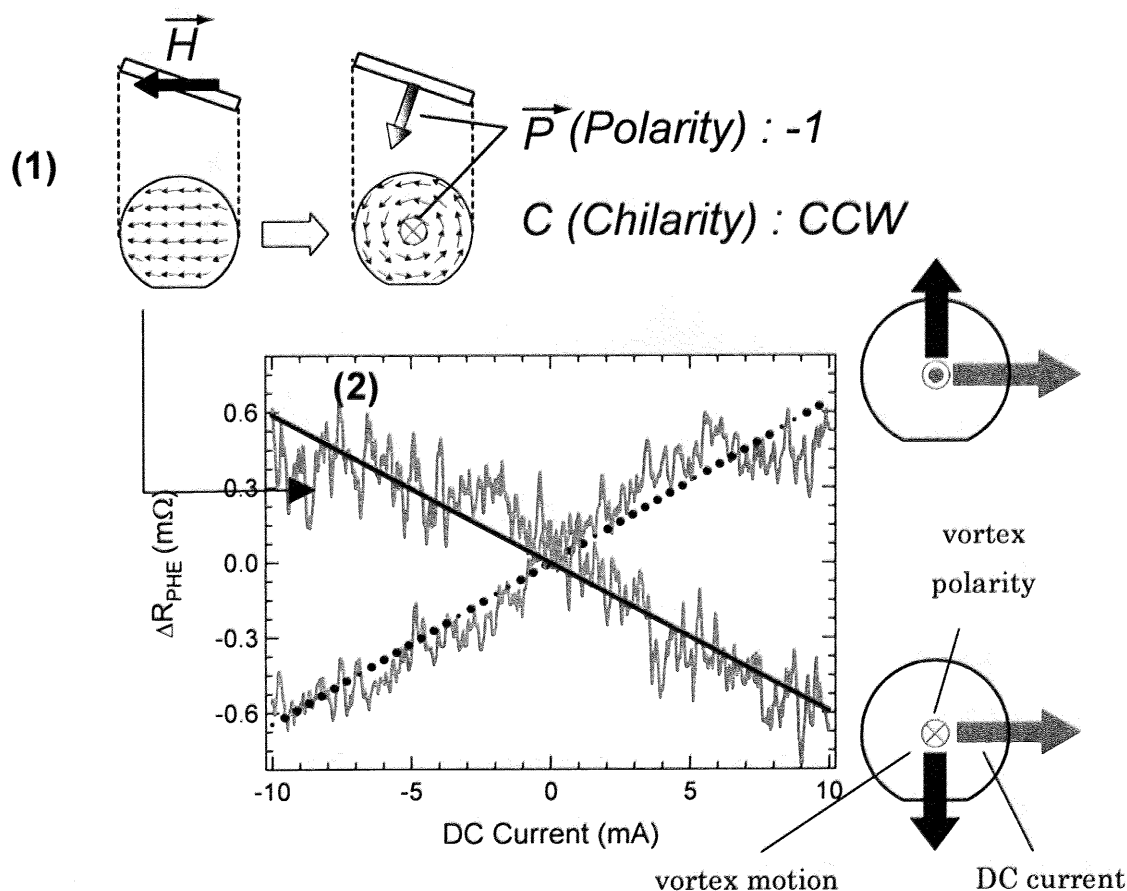 H
P (Polarity) : -1
(1)
C (Chilarity) : CCW
(2)
0.6
0.3
0.0
-0.3
-0.6
ΔR_PHE (mΩ)
-10
-5
0
5
10
DC Current (mA)
vortex
polarity
vortex motion
DC current